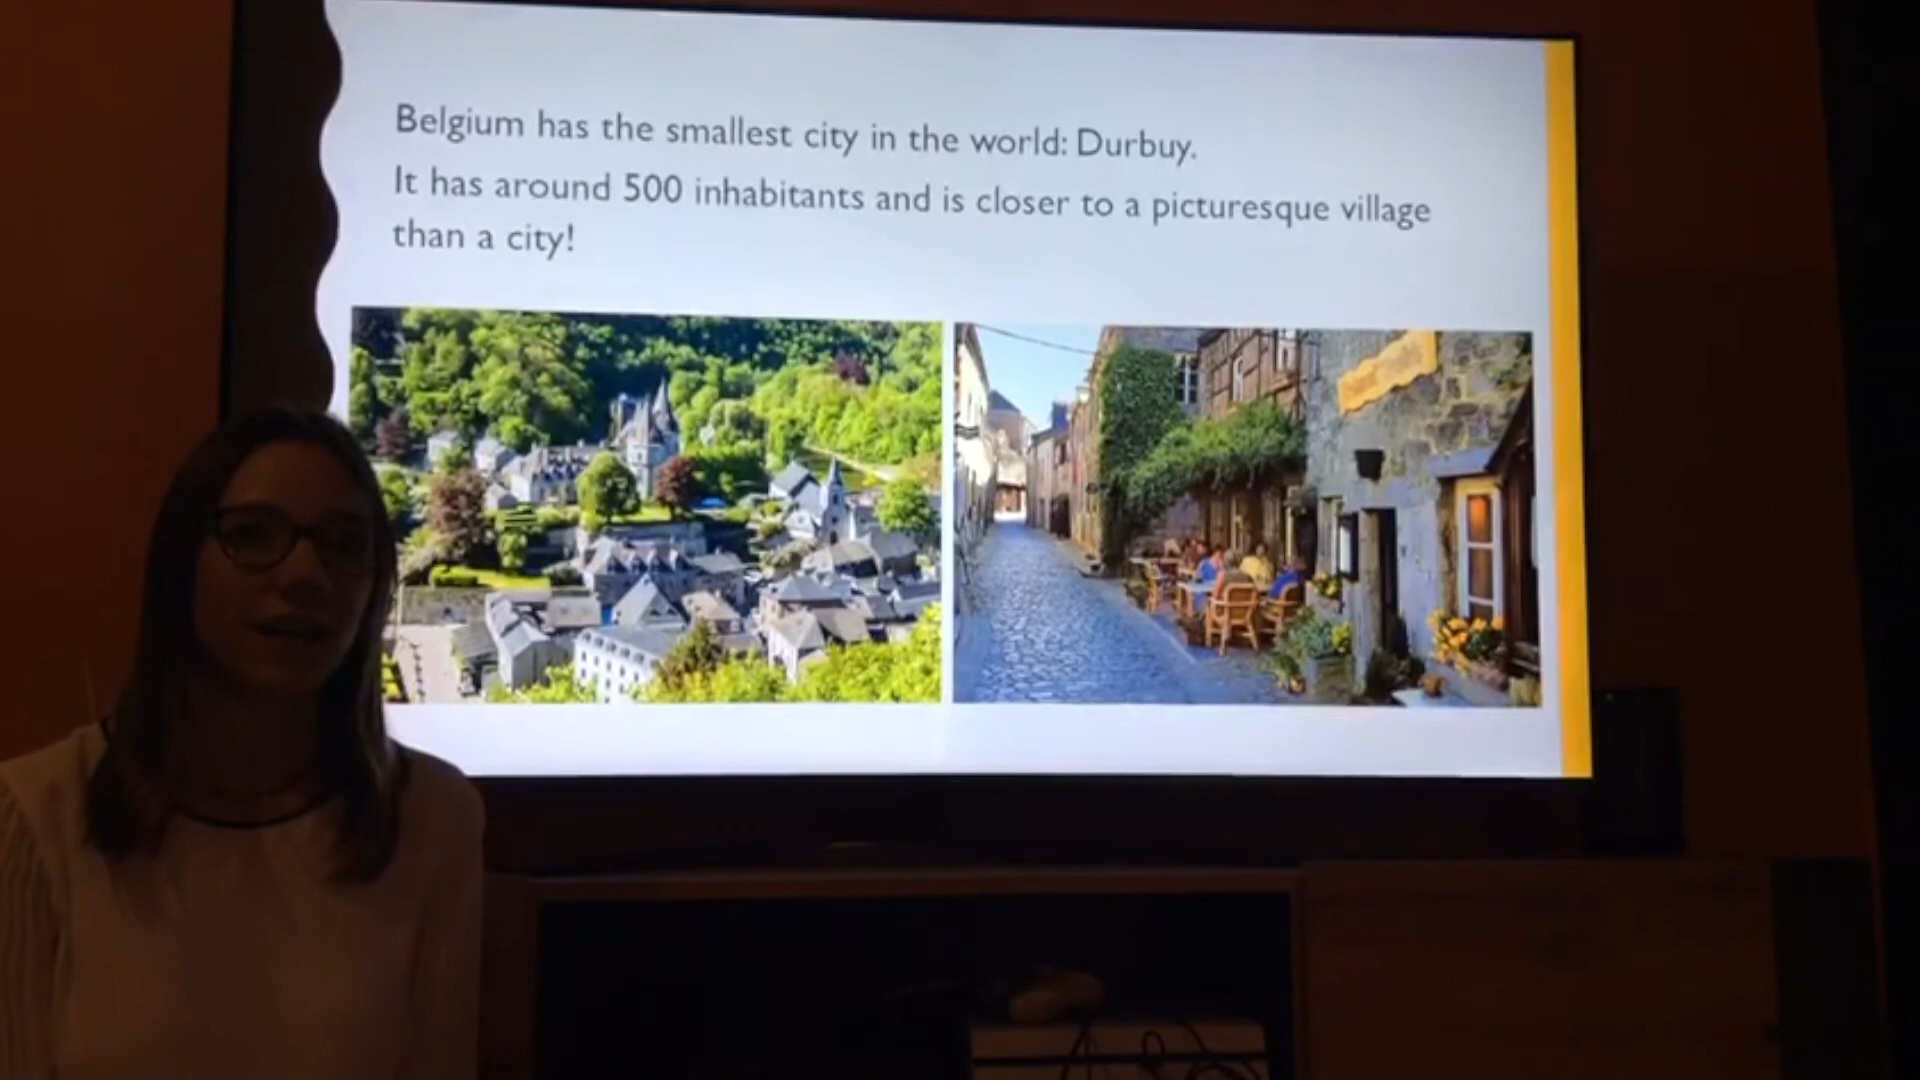 Belgium has the smallest city in the world: Durbuy.
It has around 500 inhabitants and is closer to a picturesque village
than a city!